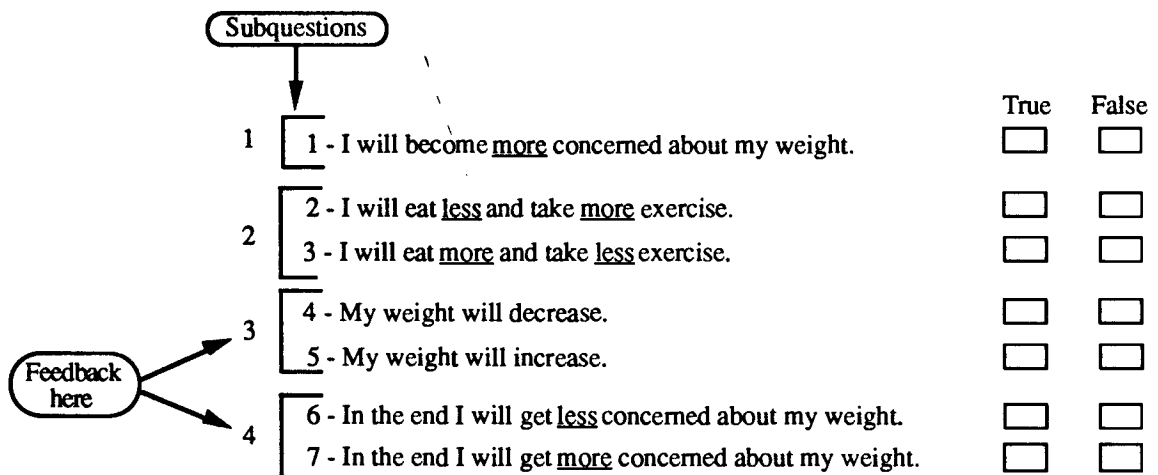 Subquestions
True False
1 1 - I will become more concerned about my weight.
2
2 - I will eat less and take more exercise.
3 - I will eat more and take less exercise.
3
4 - My weight will decrease.
5 - My weight will increase.
Feedback
here
4
6 - In the end I will get less concerned about my weight.
7 - In the end I will get more concerned about my weight.